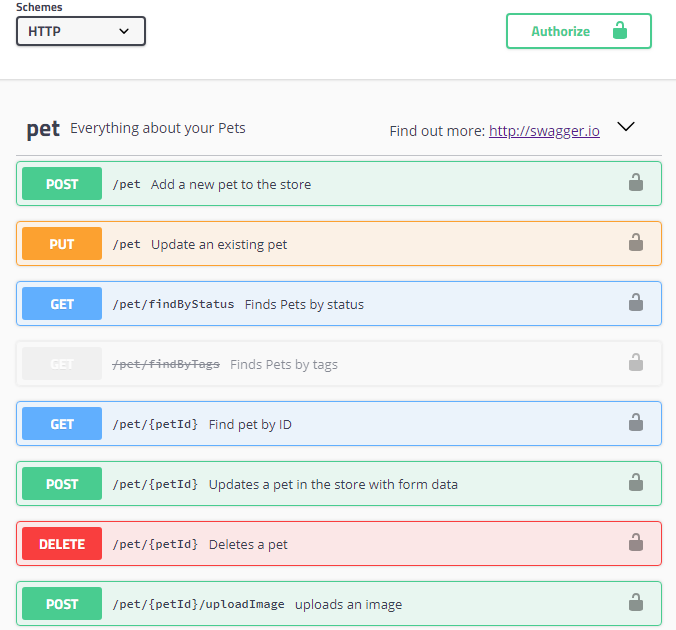 Schemes
HTTP
Authorize
pet Everything about your Pets
Find out more: http://swagger.io
POST /pet Add a new pet to the store
PUT /pet Update an existing pet
GET /pet/findByStatus Finds Pets by status
GET /pet/findByTags Finds Pets by tags
GET /pet/{petId} Find pet by ID
POST /pet/{petId} Updates a pet in the store with form data
DELETE /pet/{petId} Deletes a pet
POST /pet/{petId}/uploadImage uploads an image